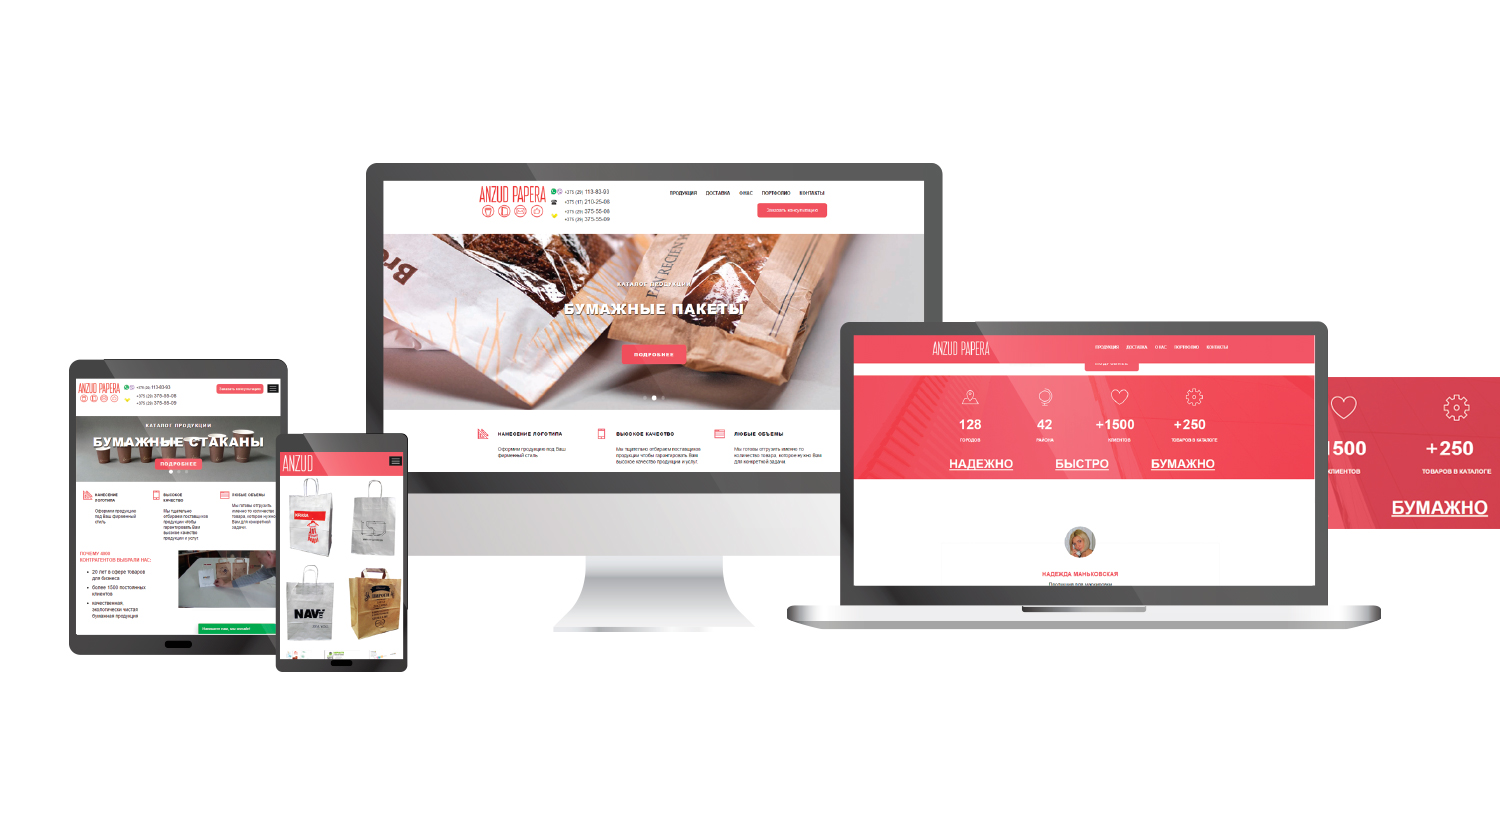 ANZUD PAPERA
+375 (29) 113-83-93
+375 (17) 210-25-08
+375 (29) 375-55-08
+375 (29) 375-55-09
ПРОДУКЦИЯ ДОСТАВКА О НАС ПОРТФОЛИО КОНТАКТЫ
Заказать консультацию
КАТАЛОГ ПРОДУКЦИИ
БУМАЖНЫЕ ПАКЕТЫ
ПОДРОБНЕЕ
НАНЕСЕНИЕ ЛОГОТИПА
Оформим продукцию под Ваш
фирменный стиль.
ВЫСОКОЕ КАЧЕСТВО
Мы тщательно отбираем поставщиков
продукции чтобы гарантировать Вам
высокое качество продукции и услуг.
ЛЮБЫЕ ОБЪЕМЫ
Мы готовы отгрузить именно то
количество товара, которое нужно Вам
для конкретной задачи.
ANZUD PAPERA
+375 (29) 113-83-93
+375 (29) 375-55-08
+375 (29) 375-55-09
Заказать консультацию
КАТАЛОГ ПРОДУКЦИИ
БУМАЖНЫЕ СТАКАНЫ
ПОДРОБНЕЕ
НАНЕСЕНИЕ
ЛОГОТИПА
Оформим продукцию
под Ваш фирменный
стиль.
ВЫСОКОЕ
КАЧЕСТВО
Мы тщательно
отбираем поставщиков
продукции чтобы
гарантировать Вам
высокое качество
продукции и услуг.
ЛЮБЫЕ ОБЪЕМЫ
Мы готовы отгрузить
именно то количество
товара, которое нужно
Вам для конкретной
задачи.
ПОЧЕМУ 4000
КОНТРАГЕНТОВ ВЫБРАЛИ НАС:
20 лет в сфере товаров
для бизнеса
более 1500 постоянных
клиентов
качественная
экологически чистая
бумажная продукция
Напишите нам, мы онлайн!
ANZUD
NAVI
ANZUD PAPERA
ПРОДУКЦИЯ ДОСТАВКА О НАС ПОРТФОЛИО КОНТАКТЫ
128
ГОРОДОВ
42
РАЙОНА
+1500
КЛИЕНТОВ
+250
ТОВАРОВ В КАТАЛОГЕ
НАДЕЖНО БЫСТРО БУМАЖНО
НАДЕЖДА МАНЬКОВСКАЯ
1500
КЛИЕНТОВ
+250
ТОВАРОВ В КАТАЛОГЕ
БУМАЖНО